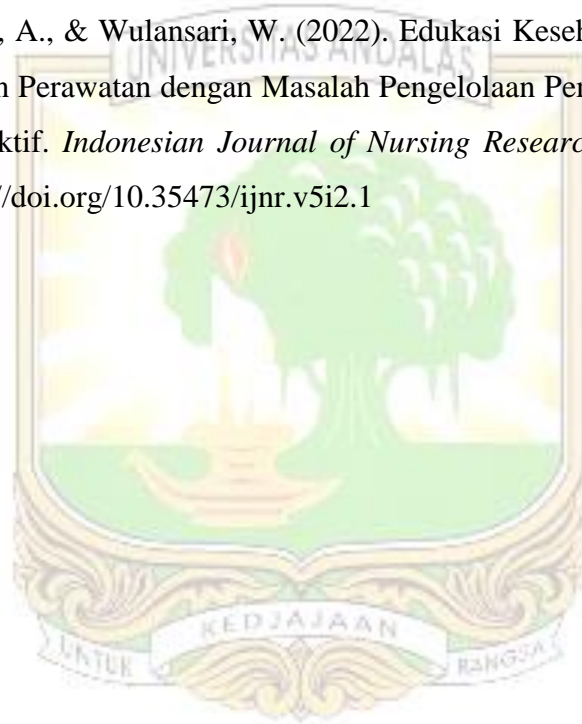 , A., & Wulansari, W. (2022). Edukasi Keseh
n Perawatan dengan Masalah Pengelolaan Per
ktif. Indonesian Journal of Nursing Researc
//doi.org/10.35473/ijnr.v5i2.1
UNIVERSITAS ANDALAS
KEDJAJAAN
UNTUK BANGSA